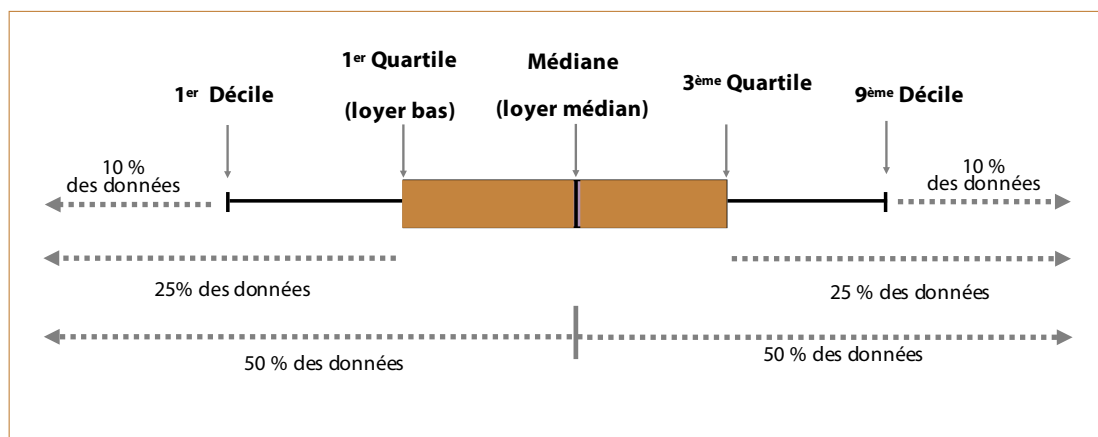 1er Décile
1er Quartile
(loyer bas)
Médiane
(loyer médian)
3ème Quartile
9ème Décile
10 %
des données
10 %
des données
25% des données
25 % des données
50 % des données
50 % des données